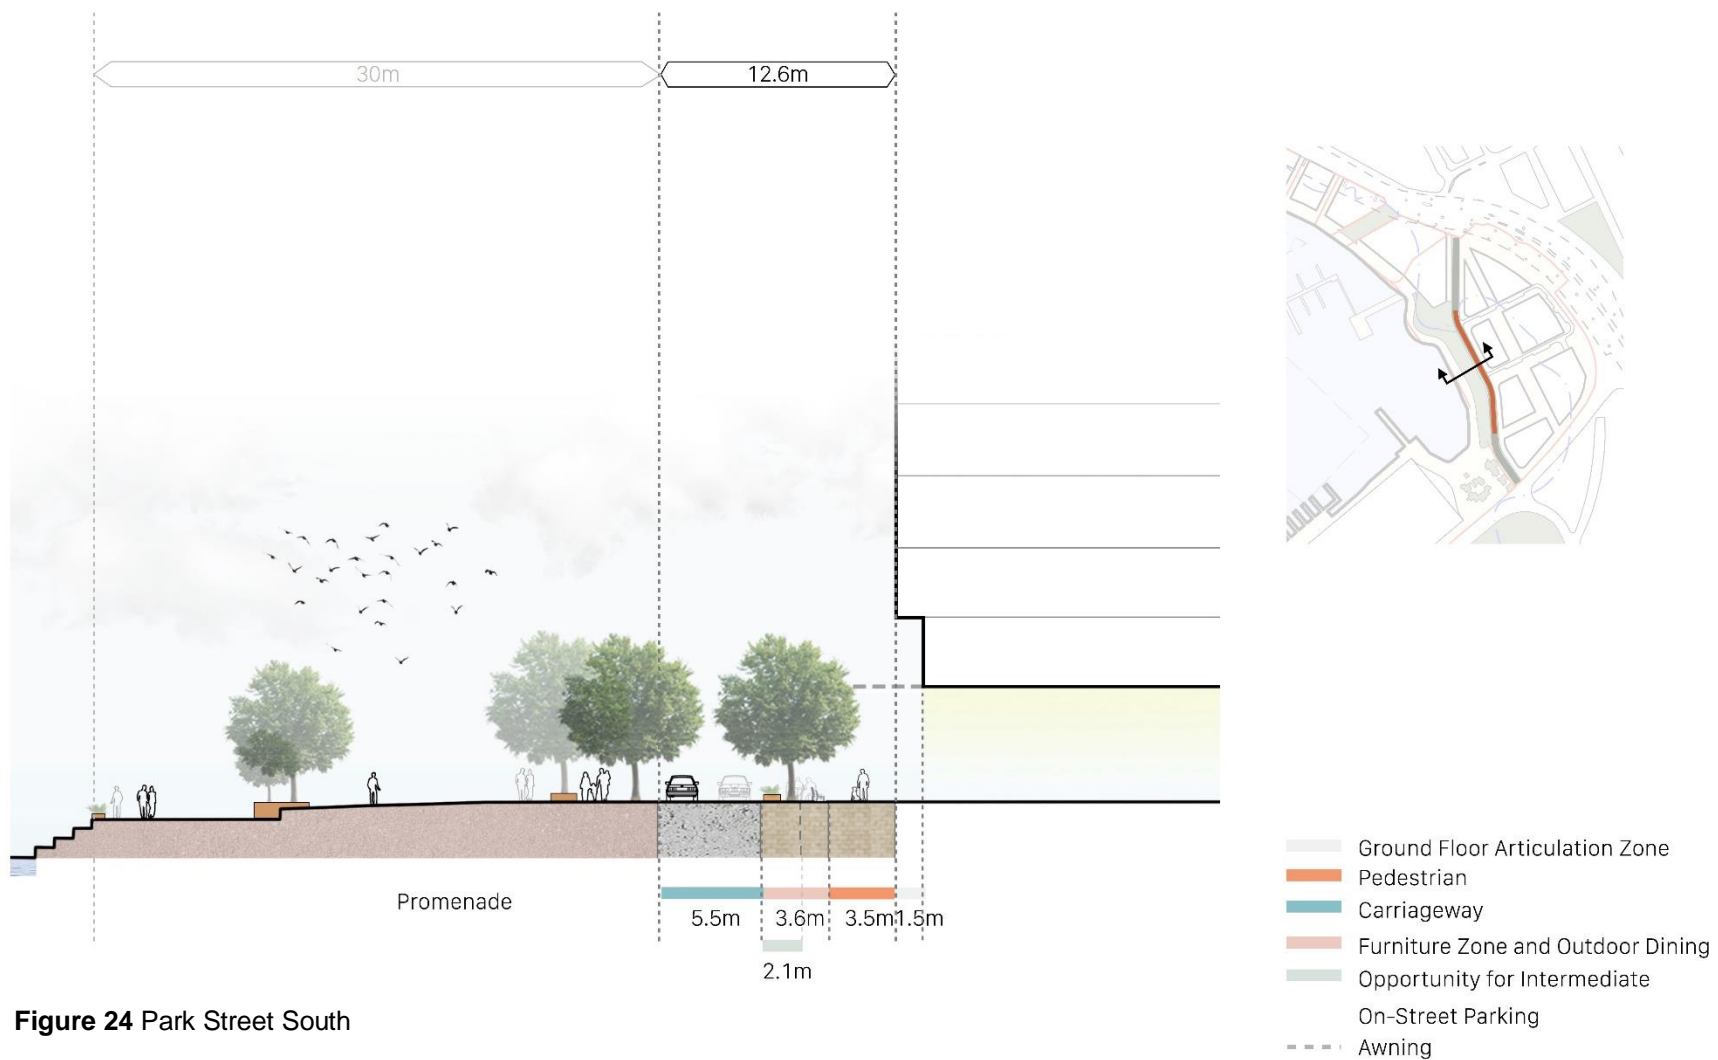 30m
12.6m
Promenade
5.5m
3.6m
3.5m
1.5m
2.1m
Ground Floor Articulation Zone
Pedestrian
Carriageway
Furniture Zone and Outdoor Dining
Opportunity for Intermediate
On-Street Parking
Awning
Figure 24 Park Street South